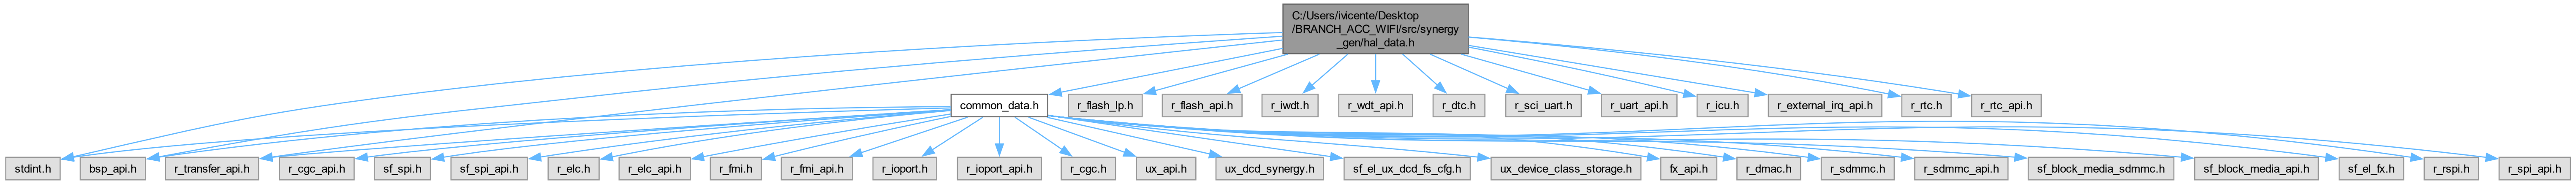 C:/Users/ivicente/Desktop
/BRANCH_ACC_WIFI/src/synergy
_gen/hal_data.h
common_data.h
r_flash_lp.h
r_flash_api.h
r_iwdt.h
r_wdt_api.h
r_dtc.h
r_sci_uart.h
r_uart_api.h
r_icu.h
r_external_irq_api.h
r_rtc.h
r_rtc_api.h
stdint.h
bsp_api.h
r_transfer_api.h
r_cgc_api.h
sf_spi.h
sf_spi_api.h
r_elc.h
r_elc_api.h
r_fmi.h
r_fmi_api.h
r_ioport.h
r_ioport_api.h
r_cgc.h
ux_api.h
ux_dcd_synergy.h
sf_el_ux_dcd_fs_cfg.h
ux_device_class_storage.h
fx_api.h
r_dmac.h
r_sdmmc.h
r_sdmmc_api.h
sf_block_media_sdmmc.h
sf_block_media_api.h
sf_el_fx.h
r_rspi.h
r_spi_api.h